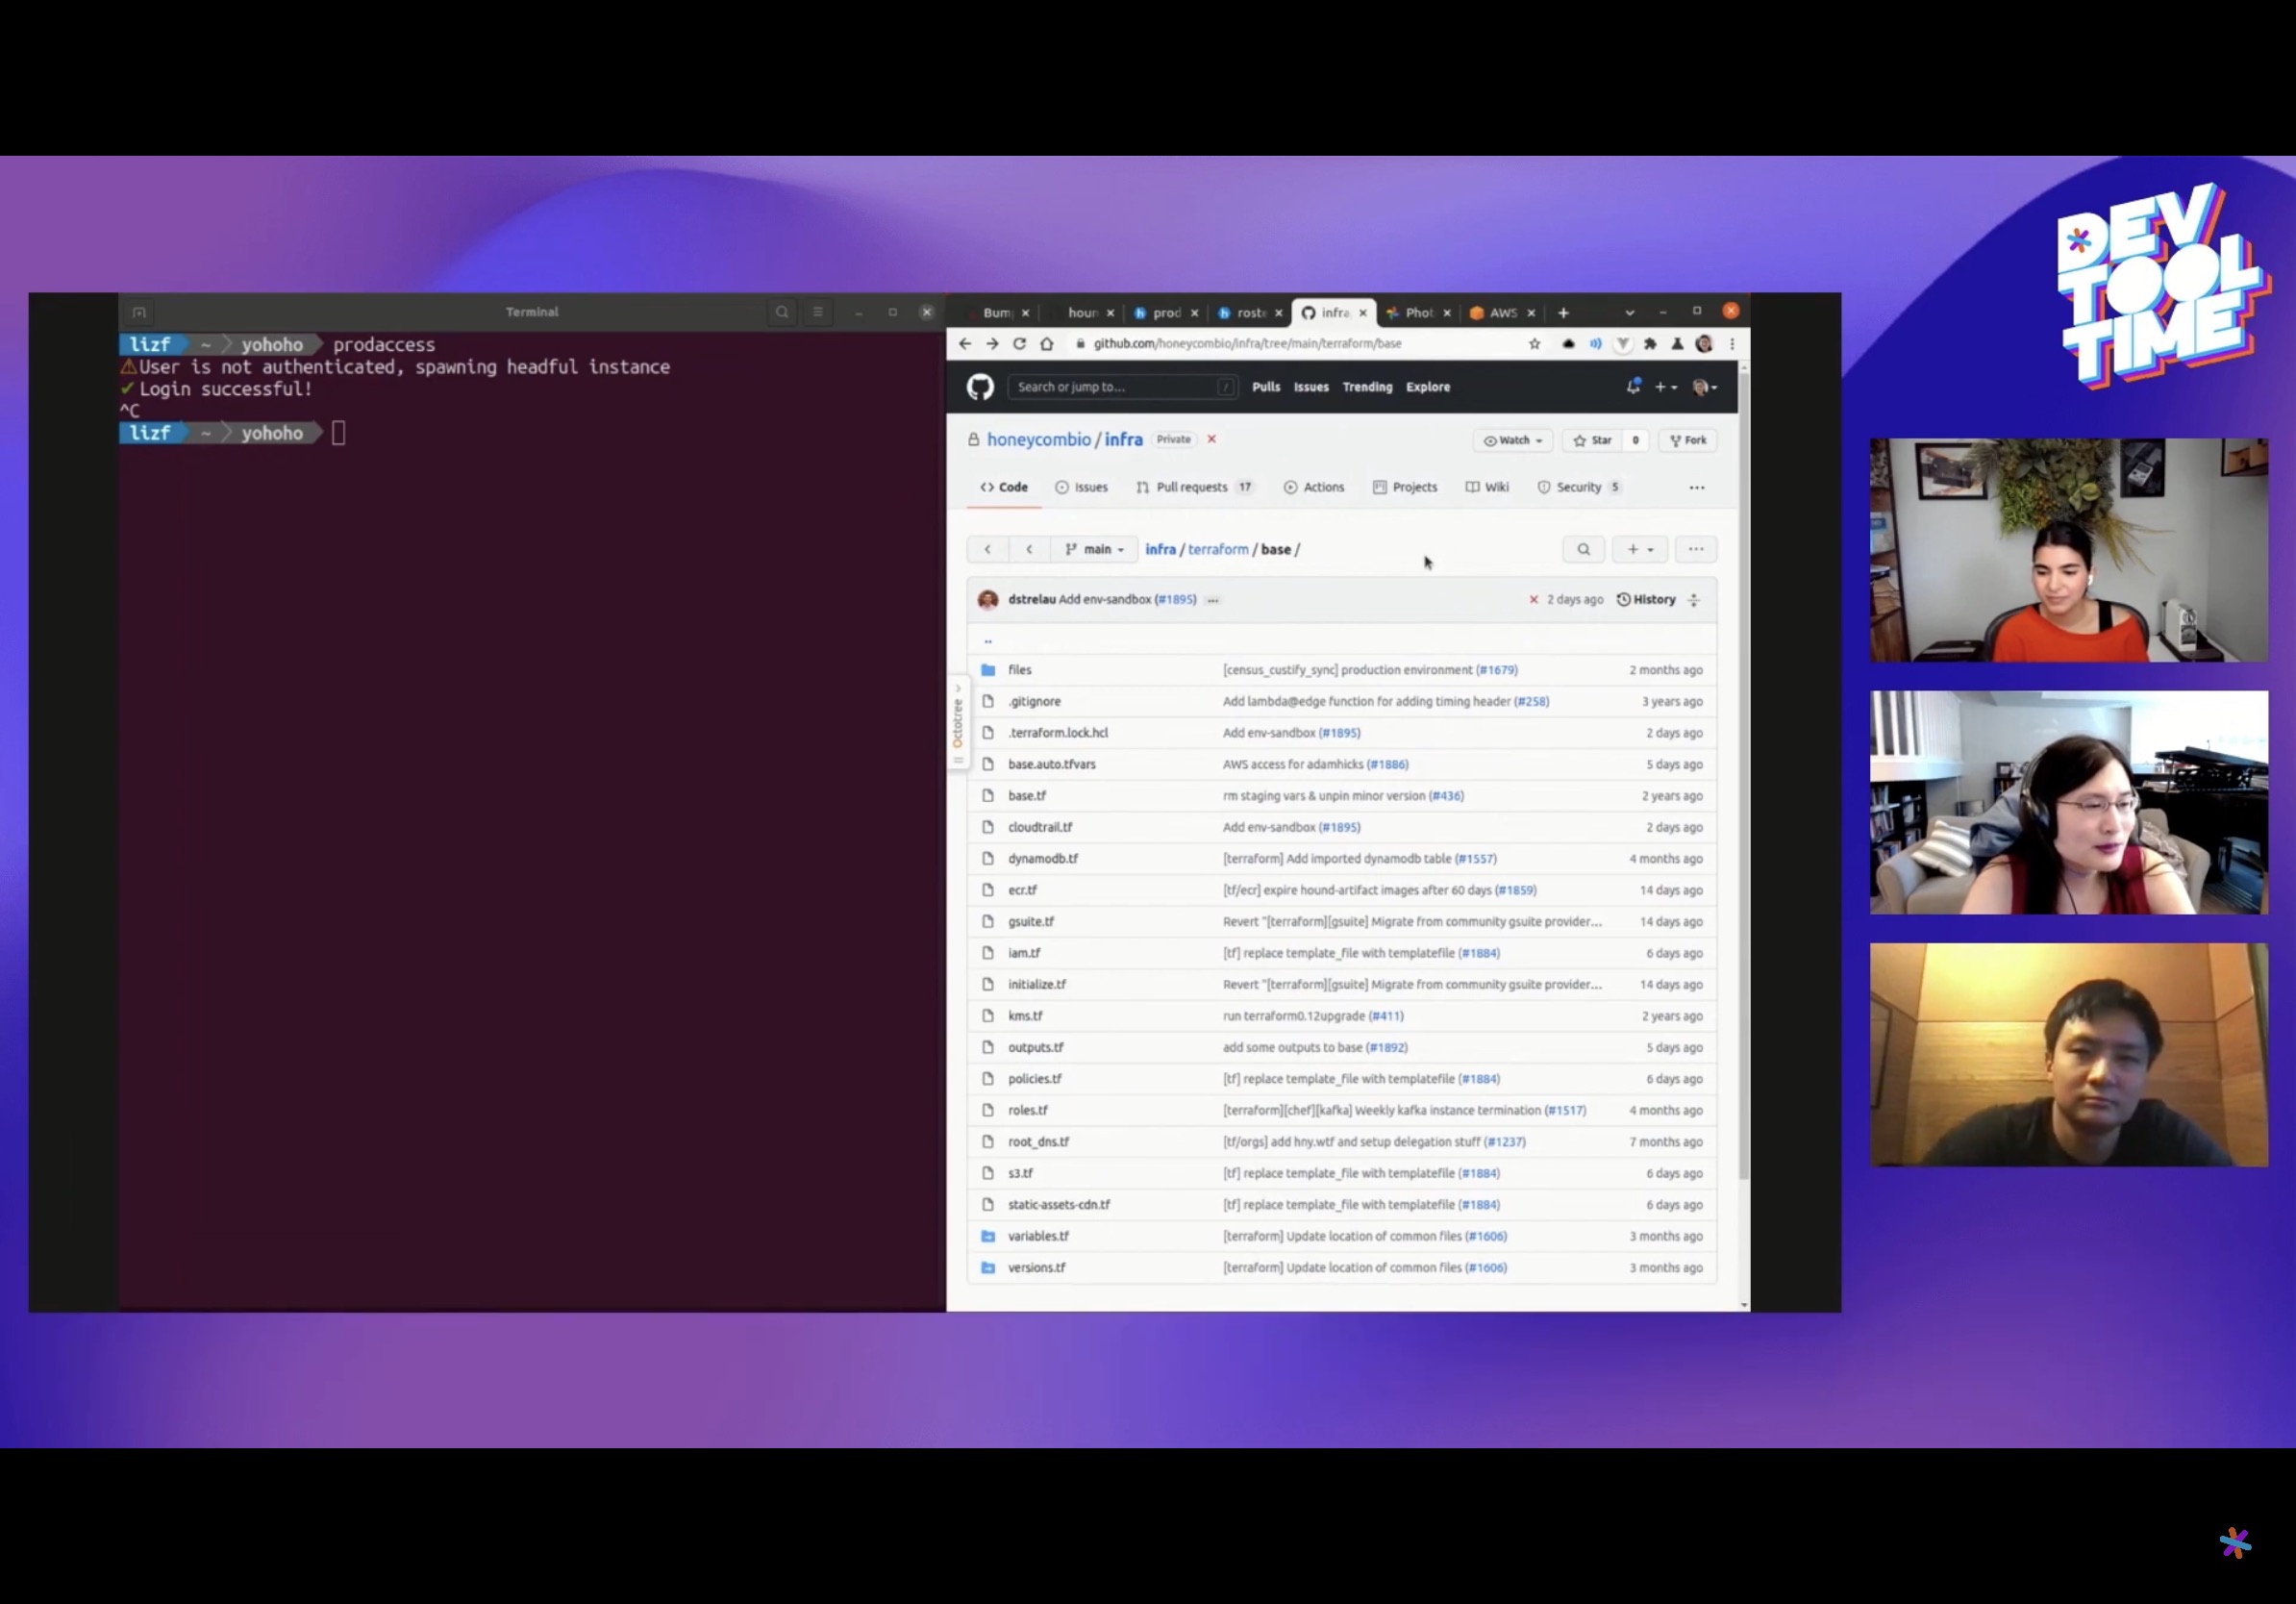 DEV
TOOL
TIME
Terminal
lizf ~ yohoho prodaccess
⚠User is not authenticated, spawning headful instance
✔ Login successful!
^C
lizf ~ yohoho
Bum houn prod roste infra Phot AWS
github.com/honeycombio/infra/tree/main/terraform/base
Search or jump to... / Pulls Issues Trending Explore
honeycombio / infra Private
Watch Star 0 Fork
<> Code Issues Pull requests 17 Actions Projects Wiki Security 5 ...
main infra / terraform / base /
dstrelau Add env-sandbox (#1895) ... 2 days ago History
..
Octotree
files [census_custify_sync] production environment (#1679) 2 months ago
.gitignore Add lambda@edge function for adding timing header (#258) 3 years ago
.terraform.lock.hcl Add env-sandbox (#1895) 2 days ago
base.auto.tfvars AWS access for adamhicks (#1886) 5 days ago
base.tf rm staging vars & unpin minor version (#436) 2 years ago
cloudtrail.tf Add env-sandbox (#1895) 2 days ago
dynamodb.tf [terraform] Add imported dynamodb table (#1557) 4 months ago
ecr.tf [tf/ecr] expire hound-artifact images after 60 days (#1859) 14 days ago
gsuite.tf Revert "[terraform][gsuite] Migrate from community gsuite provider... 14 days ago
iam.tf [tf] replace template_file with templatefile (#1884) 6 days ago
initialize.tf Revert "[terraform][gsuite] Migrate from community gsuite provider... 14 days ago
kms.tf run terraform0.12upgrade (#411) 2 years ago
outputs.tf add some outputs to base (#1892) 5 days ago
policies.tf [tf] replace template_file with templatefile (#1884) 6 days ago
roles.tf [terraform][chef][kafka] Weekly kafka instance termination (#1517) 4 months ago
root_dns.tf [tf/orgs] add hny.wtf and setup delegation stuff (#1237) 7 months ago
s3.tf [tf] replace template_file with templatefile (#1884) 6 days ago
static-assets-cdn.tf [tf] replace template_file with templatefile (#1884) 6 days ago
variables.tf [terraform] Update location of common files (#1606) 3 months ago
versions.tf [terraform] Update location of common files (#1606) 3 months ago